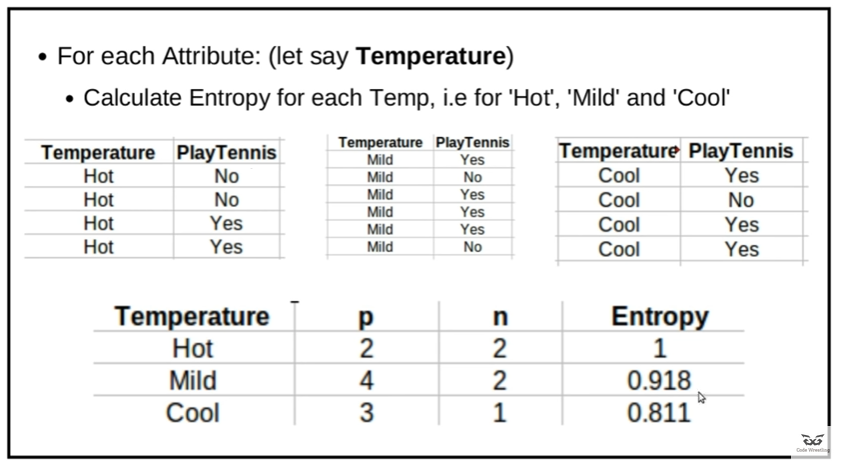 • For each Attribute: (let say Temperature)
• Calculate Entropy for each Temp, i.e for 'Hot', 'Mild' and 'Cool'
Temperature PlayTennis
Hot No
Hot No
Hot Yes
Hot Yes
Temperature PlayTennis
Mild Yes
Mild No
Mild Yes
Mild Yes
Mild Yes
Mild No
Temperature PlayTennis
Cool Yes
Cool No
Cool Yes
Cool Yes
Temperature p n Entropy
Hot 2 2 1
Mild 4 2 0.918
Cool 3 1 0.811
Code Wrestling